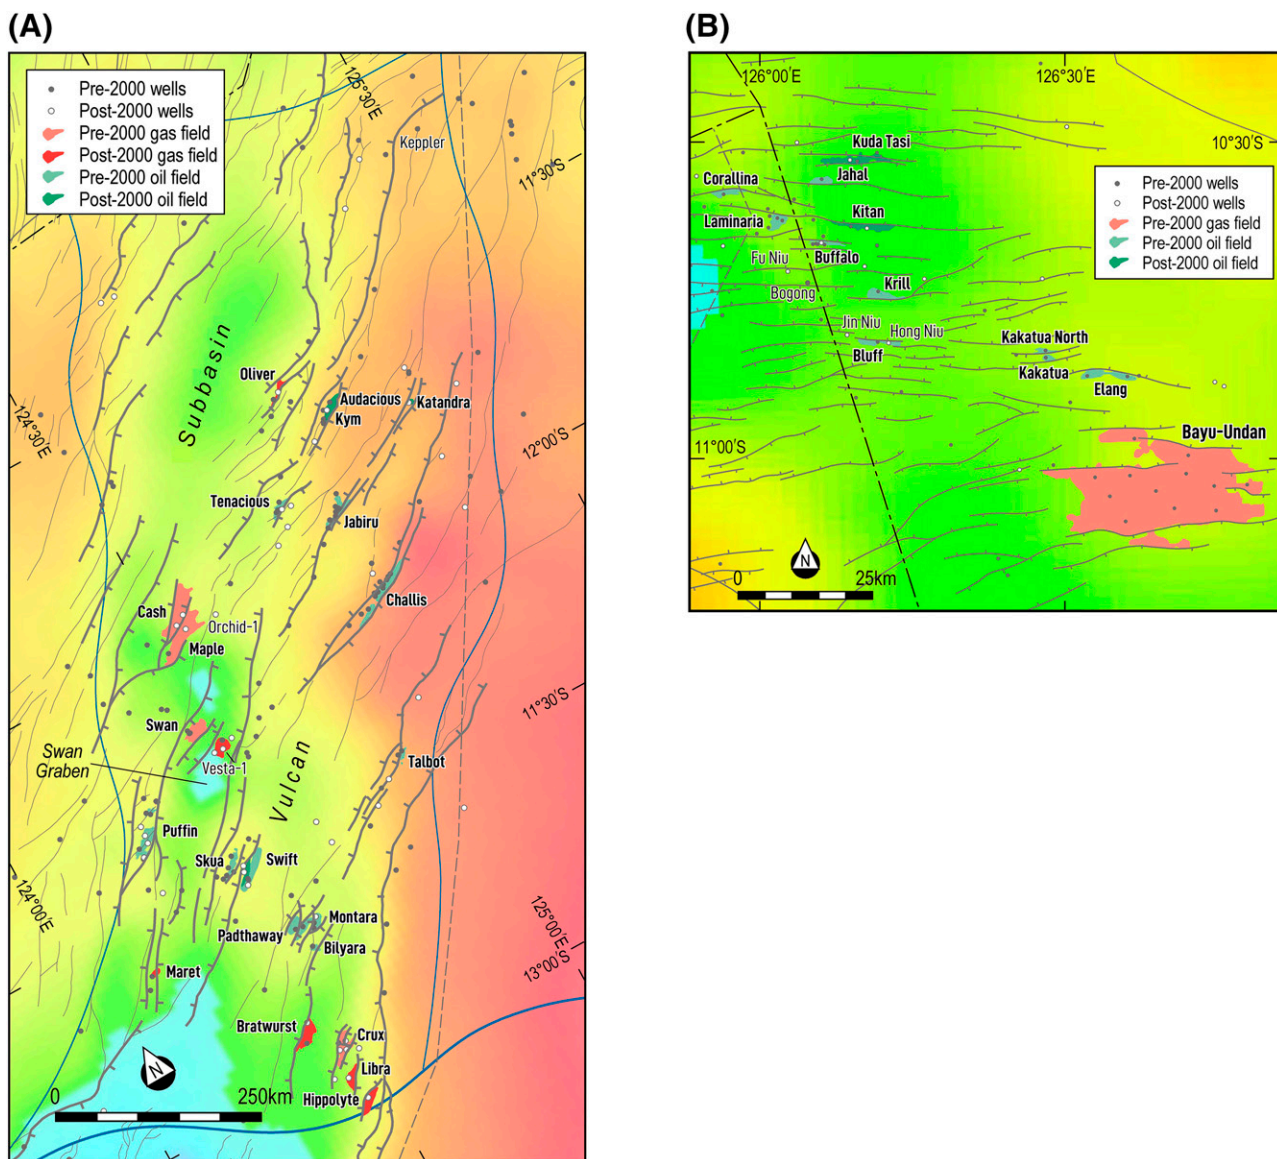 (A)
Pre-2000 wells
Post-2000 wells
Pre-2000 gas field
Post-2000 gas field
Pre-2000 oil field
Post-2000 oil field
125°30'E
Keppler
11°30'S
Subbasin
Oliver
Audacious
Kym
Katandra
124°30'E
12°00'S
Tenacious
Jabiru
Challis
Cash
Orchid-1
Maple
11°30'S
Swan
Swan
Graben
Vesta-1
Vulcan
Talbot
Puffin
Skua
Swift
124°00'E
Montara
Padthaway
Bilyara
125°00'E
13°00'S
Maret
Bratwurst
Crux
Libra
Hippolyte
N
0
250km
(B)
126°00'E
126°30'E
10°30'S
Kuda Tasi
Jahal
Corallina
Kitan
Laminaria
Buffalo
Fu Niu
Bogong
Krill
Jin Niu
Hong Niu
Bluff
Kakatua North
Kakatua
Elang
Bayu-Undan
11°00'S
Pre-2000 wells
Post-2000 wells
Pre-2000 gas field
Pre-2000 oil field
Post-2000 oil field
N
0
25km